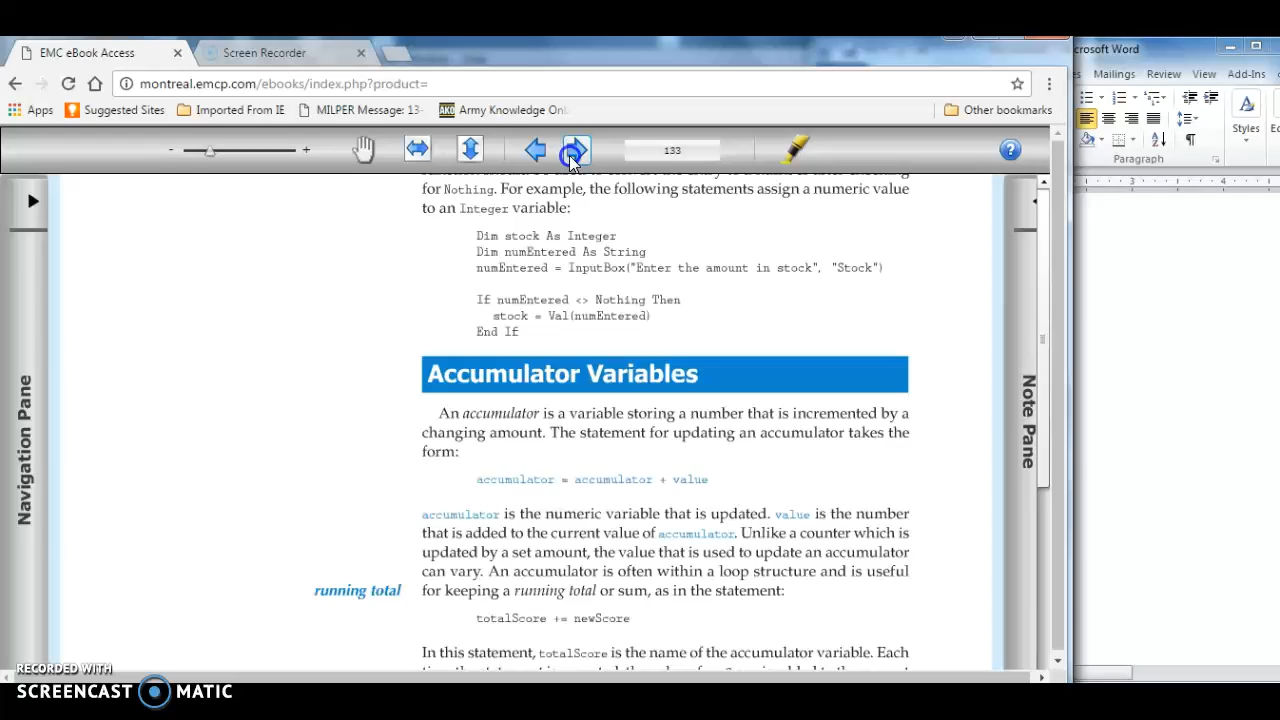 EMC eBook Access
Screen Recorder
crosoft Word
montreal.emcp.com/ebooks/index.php?product=
Mailings Review View Add-Ins
Apps Suggested Sites Imported From IE MILPER Message: 13- Army Knowledge Onl Other bookmarks
Styles
Paragraph
- + 133 ?
3 4
for Nothing. For example, the following statements assign a numeric value
to an Integer variable:
Dim stock As Integer
Dim numEntered As String
numEntered = InputBox("Enter the amount in stock", "Stock")
If numEntered <> Nothing Then
stock = Val(numEntered)
End If
Accumulator Variables
An accumulator is a variable storing a number that is incremented by a
changing amount. The statement for updating an accumulator takes the
form:
accumulator = accumulator + value
accumulator is the numeric variable that is updated. value is the number
that is added to the current value of accumulator. Unlike a counter which is
updated by a set amount, the value that is used to update an accumulator
can vary. An accumulator is often within a loop structure and is useful
running total for keeping a running total or sum, as in the statement:
totalScore += newScore
In this statement, totalScore is the name of the accumulator variable. Each
Navigation Pane
Note Pane
RECORDED WITH
SCREENCAST MATIC